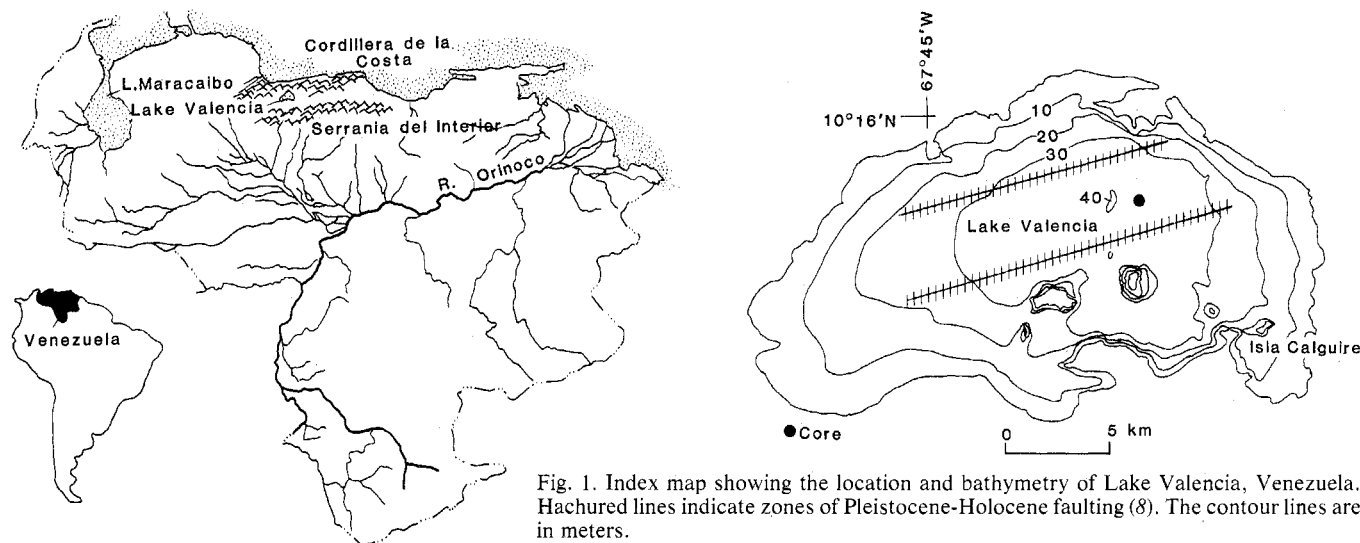 Cordillera de la
Costa
L. Maracaibo
Lake Valencia
Serrania del Interior
R. Orinoco
Venezuela
67°45'W
10°16'N
10
20
30
40
Lake Valencia
Isla Calguire
Core
0 5 km
Fig. 1. Index map showing the location and bathymetry of Lake Valencia, Venezuela.
Hachured lines indicate zones of Pleistocene-Holocene faulting (8). The contour lines are
in meters.